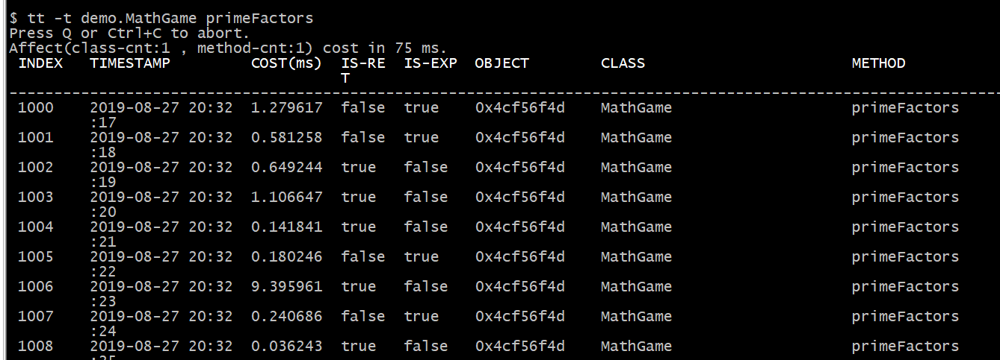 $ tt -t demo.MathGame primeFactors
Press Q or Ctrl+C to abort.
Affect(class-cnt:1 , method-cnt:1) cost in 75 ms.
INDEX TIMESTAMP COST(ms) IS-RE IS-EXP OBJECT CLASS METHOD
T
1000 2019-08-27 20:32 1.279617 false true 0x4cf56f4d MathGame primeFactors
:17
1001 2019-08-27 20:32 0.581258 false true 0x4cf56f4d MathGame primeFactors
:18
1002 2019-08-27 20:32 0.649244 true false 0x4cf56f4d MathGame primeFactors
:19
1003 2019-08-27 20:32 1.106647 true false 0x4cf56f4d MathGame primeFactors
:20
1004 2019-08-27 20:32 0.141841 true false 0x4cf56f4d MathGame primeFactors
:21
1005 2019-08-27 20:32 0.180246 false true 0x4cf56f4d MathGame primeFactors
:22
1006 2019-08-27 20:32 9.395961 true false 0x4cf56f4d MathGame primeFactors
:23
1007 2019-08-27 20:32 0.240686 false true 0x4cf56f4d MathGame primeFactors
:24
1008 2019-08-27 20:32 0.036243 true false 0x4cf56f4d MathGame primeFactors